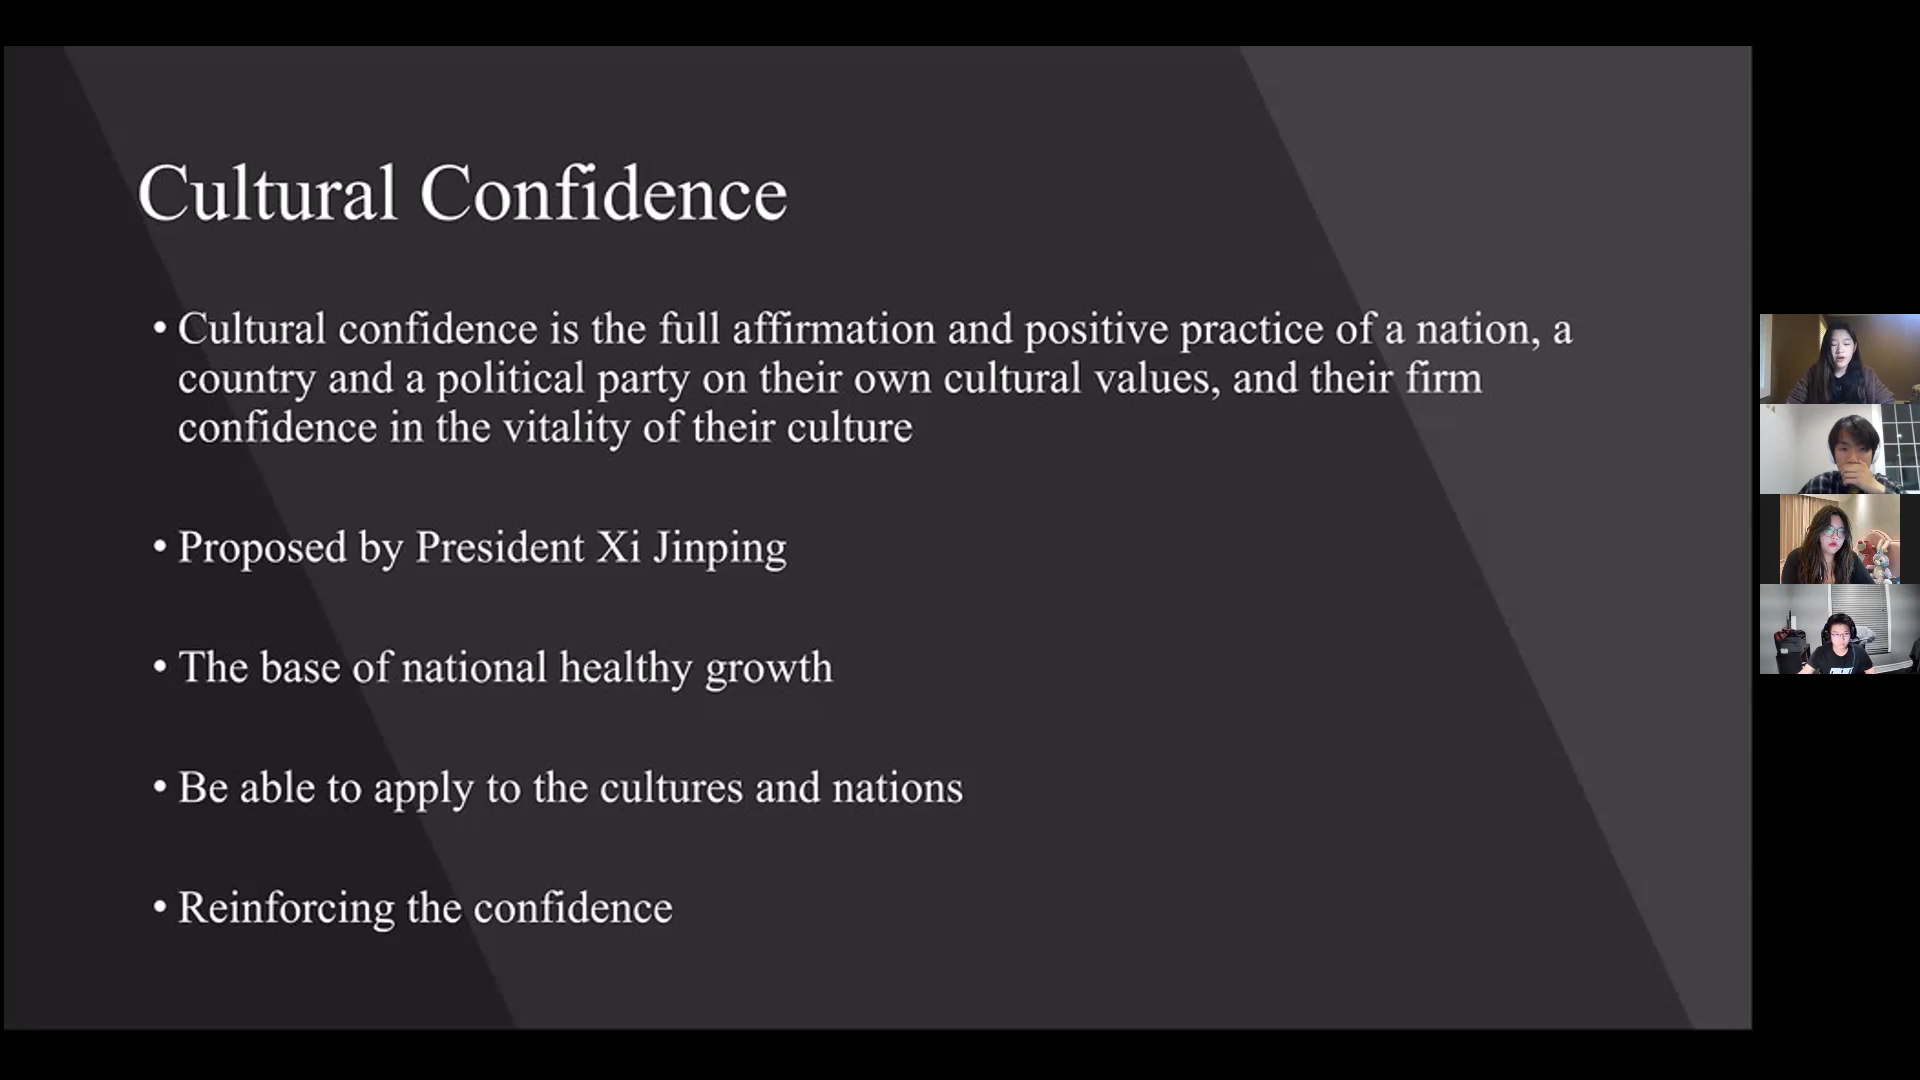 Cultural Confidence
• Cultural confidence is the full affirmation and positive practice of a nation, a
country and a political party on their own cultural values, and their firm
confidence in the vitality of their culture
• Proposed by President Xi Jinping
• The base of national healthy growth
• Be able to apply to the cultures and nations
• Reinforcing the confidence